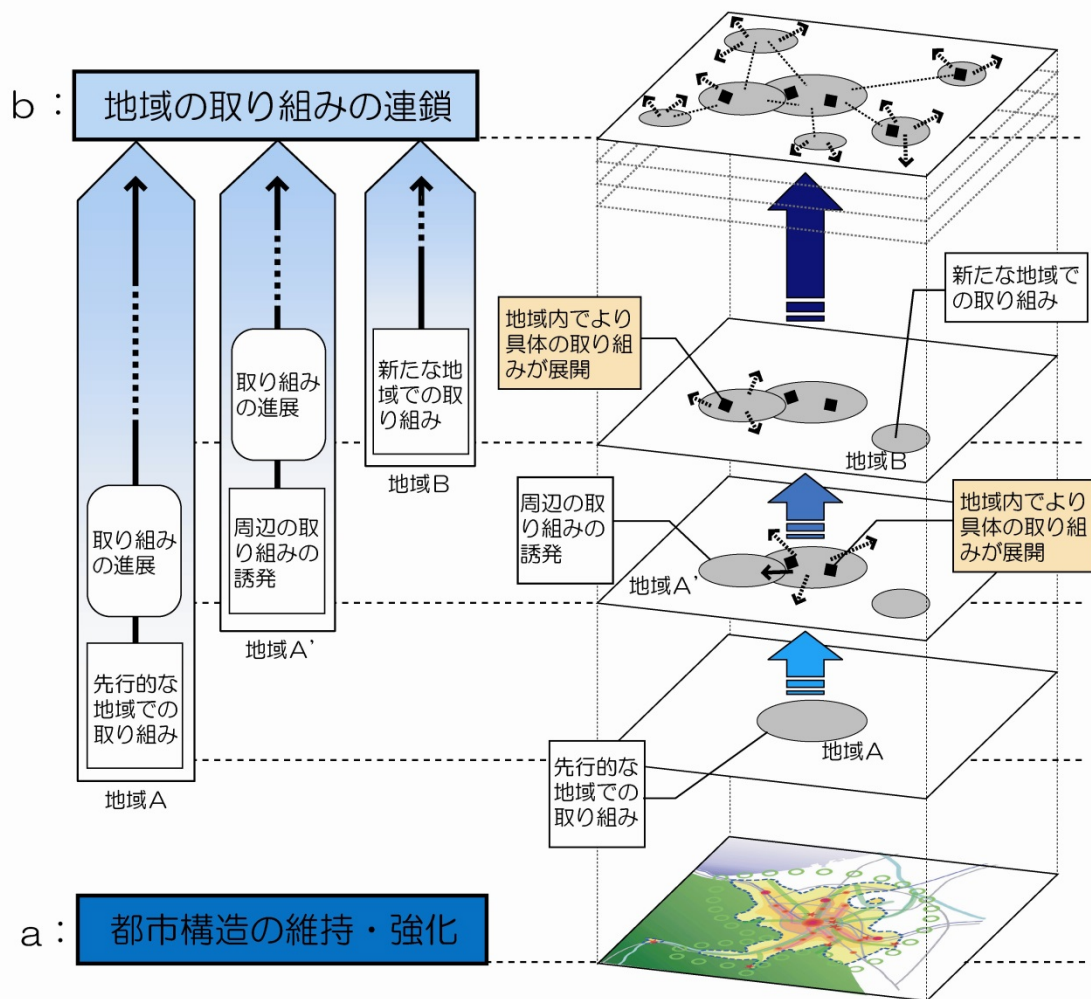 b：
地域の取り組みの連鎖
取り組み
の進展
先行的な
地域での
取り組み
地域A
取り組み
の進展
周辺の取
り組みの
誘発
地域A’
新たな地
域での取
り組み
地域B
新たな地域で
の取り組み
地域内でより
具体の取り組
みが展開
地域B
周辺の取
り組みの
誘発
地域内でより
具体の取り組
みが展開
地域A’
地域A
先行的な
地域での
取り組み
a：
都市構造の維持・強化